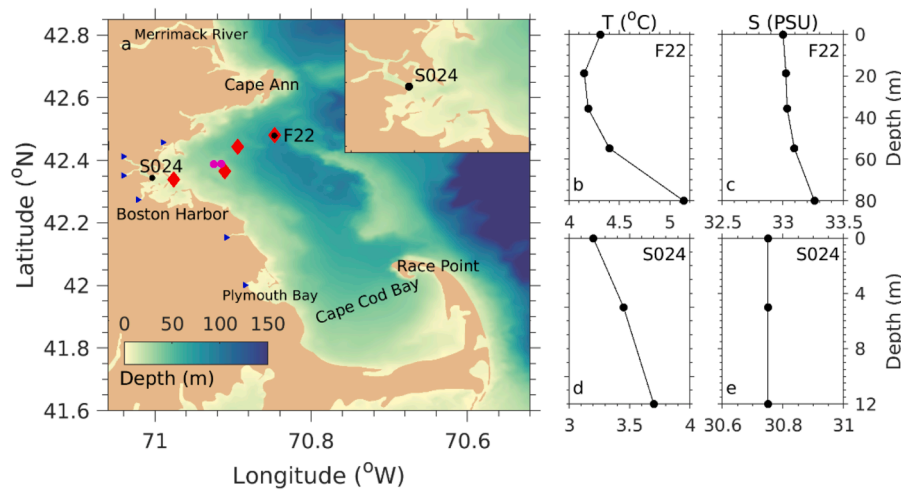 a
Merrimack River
Cape Ann
S024
F22
S024
Boston Harbor
Race Point
Plymouth Bay
Cape Cod Bay
0 50 100 150
Depth (m)
42.8
42.6
42.4
42.2
42
41.8
41.6
Latitude (°N)
71 70.8 70.6
Longitude (°W)
T (°C)
F22
b
4 4.5 5
S (PSU)
F22
c
32.5 33 33.5
0
20
40
60
80
Depth (m)
S024
d
3 3.5 4
S024
e
30.6 30.8 31
0
4
8
12
Depth (m)